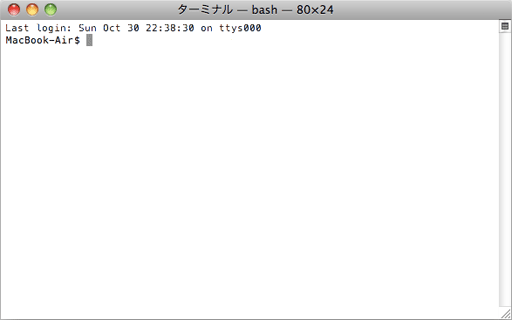 ターミナル — bash — 80×24
Last login: Sun Oct 30 22:38:30 on ttys000
MacBook-Air$